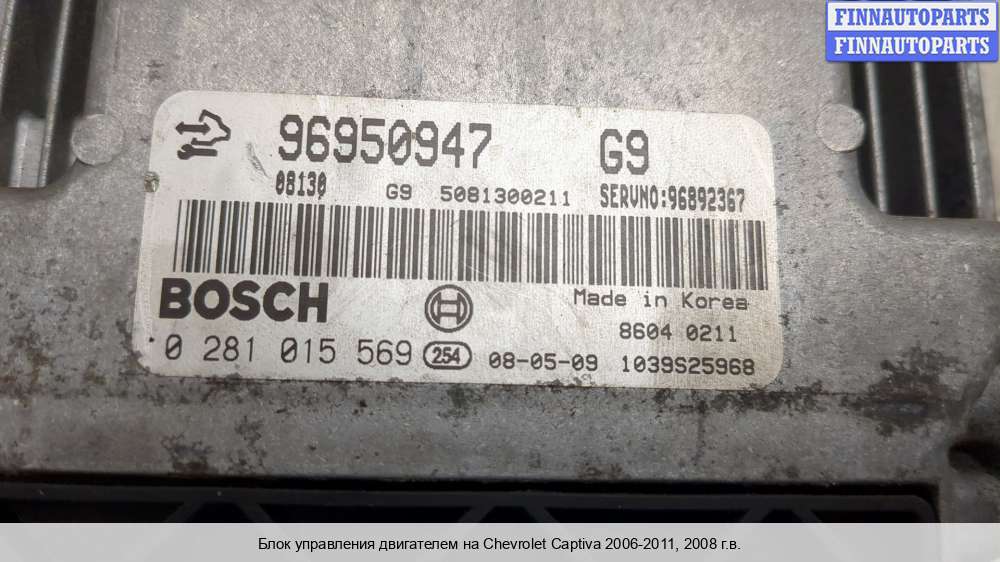 FINNAUTOPARTS
FINNAUTOPARTS
96950947 G9
08130 G9 5081300211 SERVNO:96892367
BOSCH Made in Korea
8604 0211
0 281 015 569 254 08-05-09 1039S25968
Блок управления двигателем на Chevrolet Captiva 2006-2011, 2008 г.в.